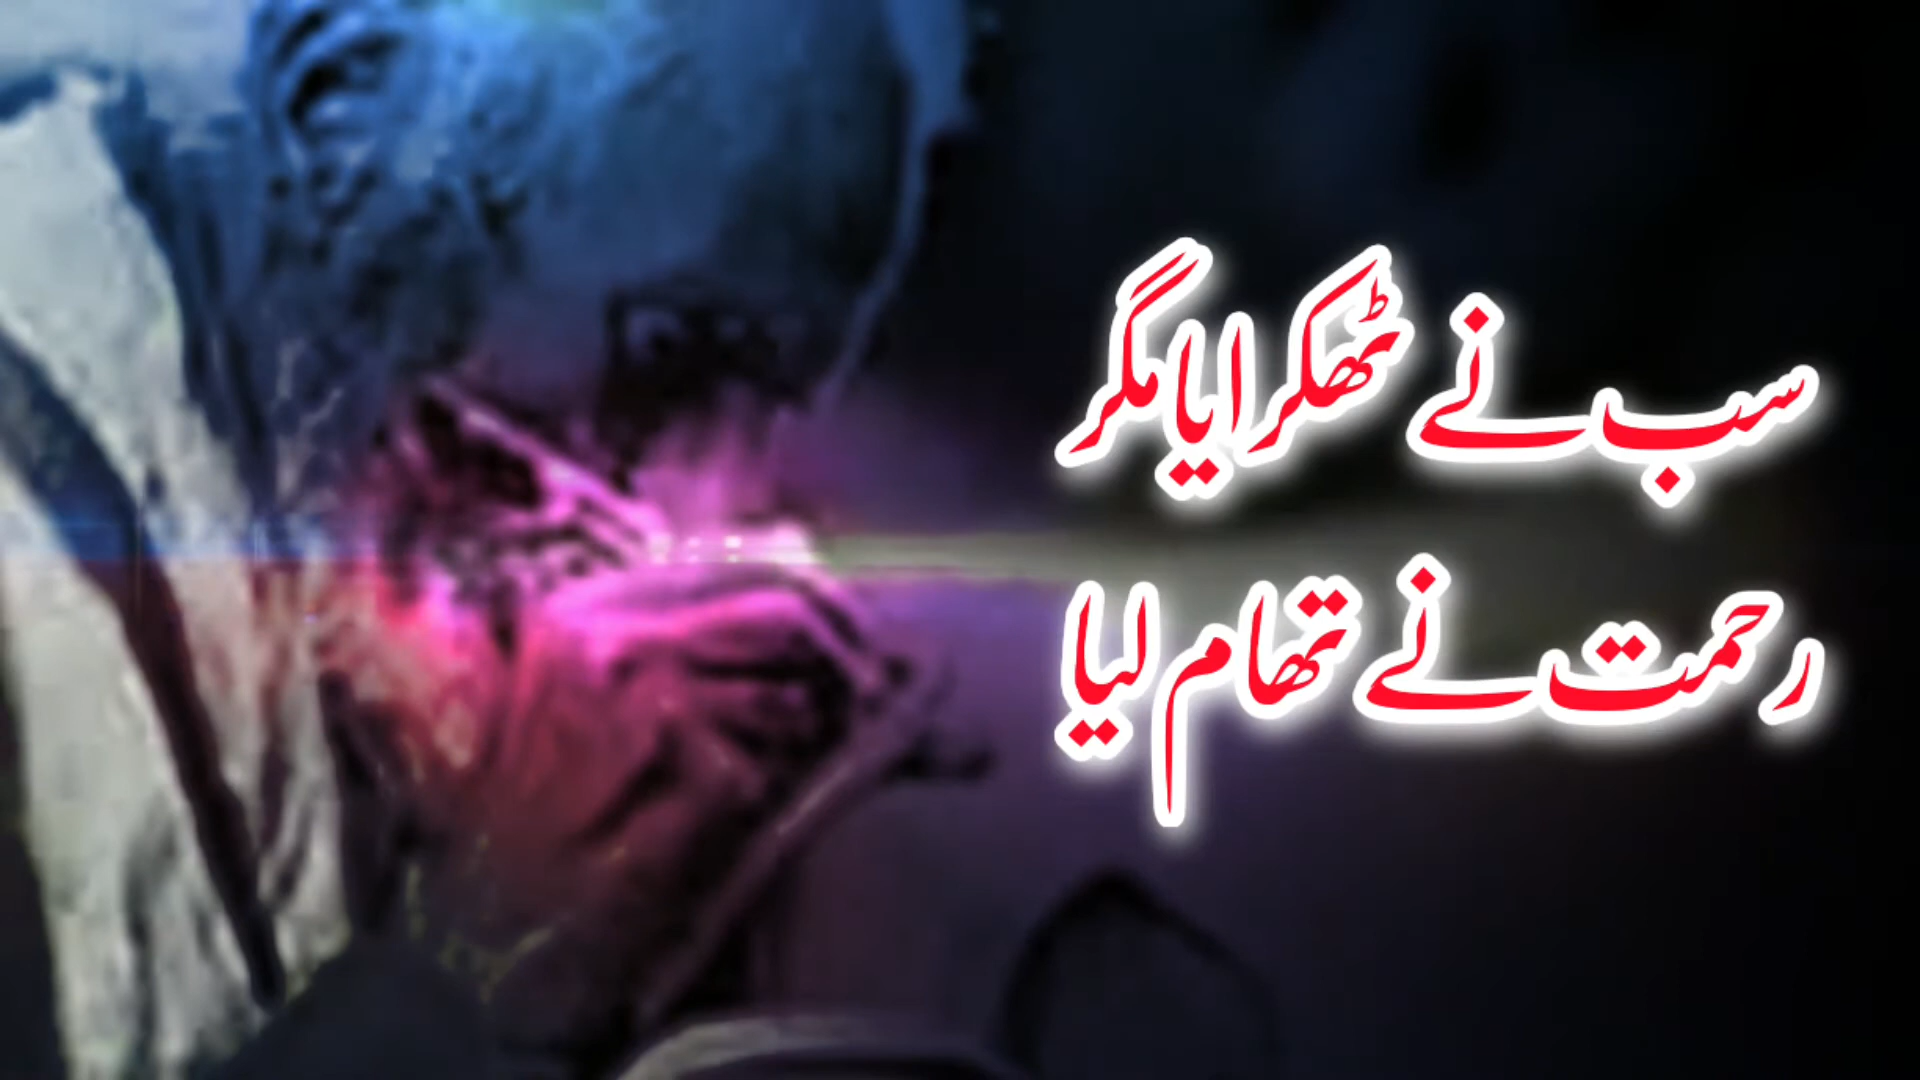 سب نے ٹھکرایا مگر
رحمت نے تھام لیا